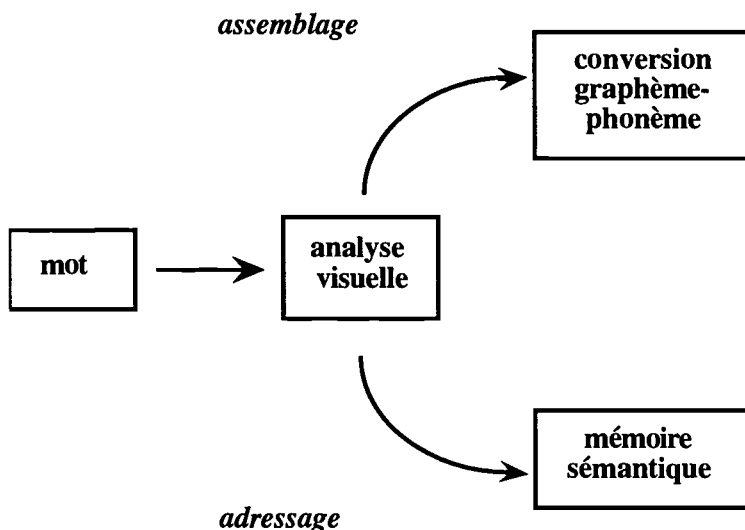 assemblage
conversion
graphème-
phonème
mot
analyse
visuelle
mémoire
sémantique
adressage